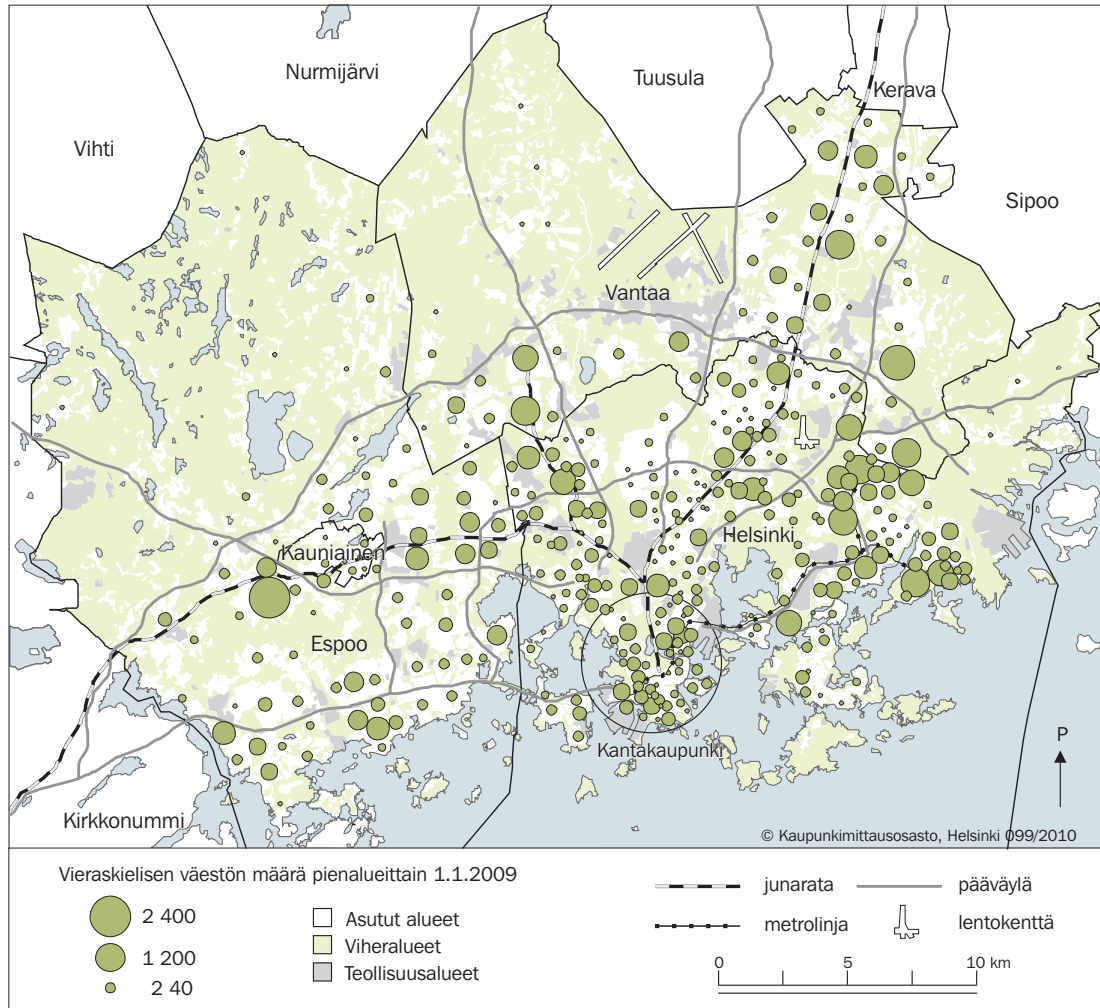 Nurmijärvi
Tuusula
Kerava
Vihti
Sipoo
Vantaa
Helsinki
Kauniainen
Espoo
Kantakaupunki
P
Kirkkonummi
© Kaupunkimittausosasto, Helsinki 099/2010
Vieraskielisen väestön määrä pienalueittain 1.1.2009
2 400
1 200
2 40
Asutut alueet
Viheralueet
Teollisuusalueet
junarata
pääväylä
metrolinja
lentokenttä
0 5 10 km